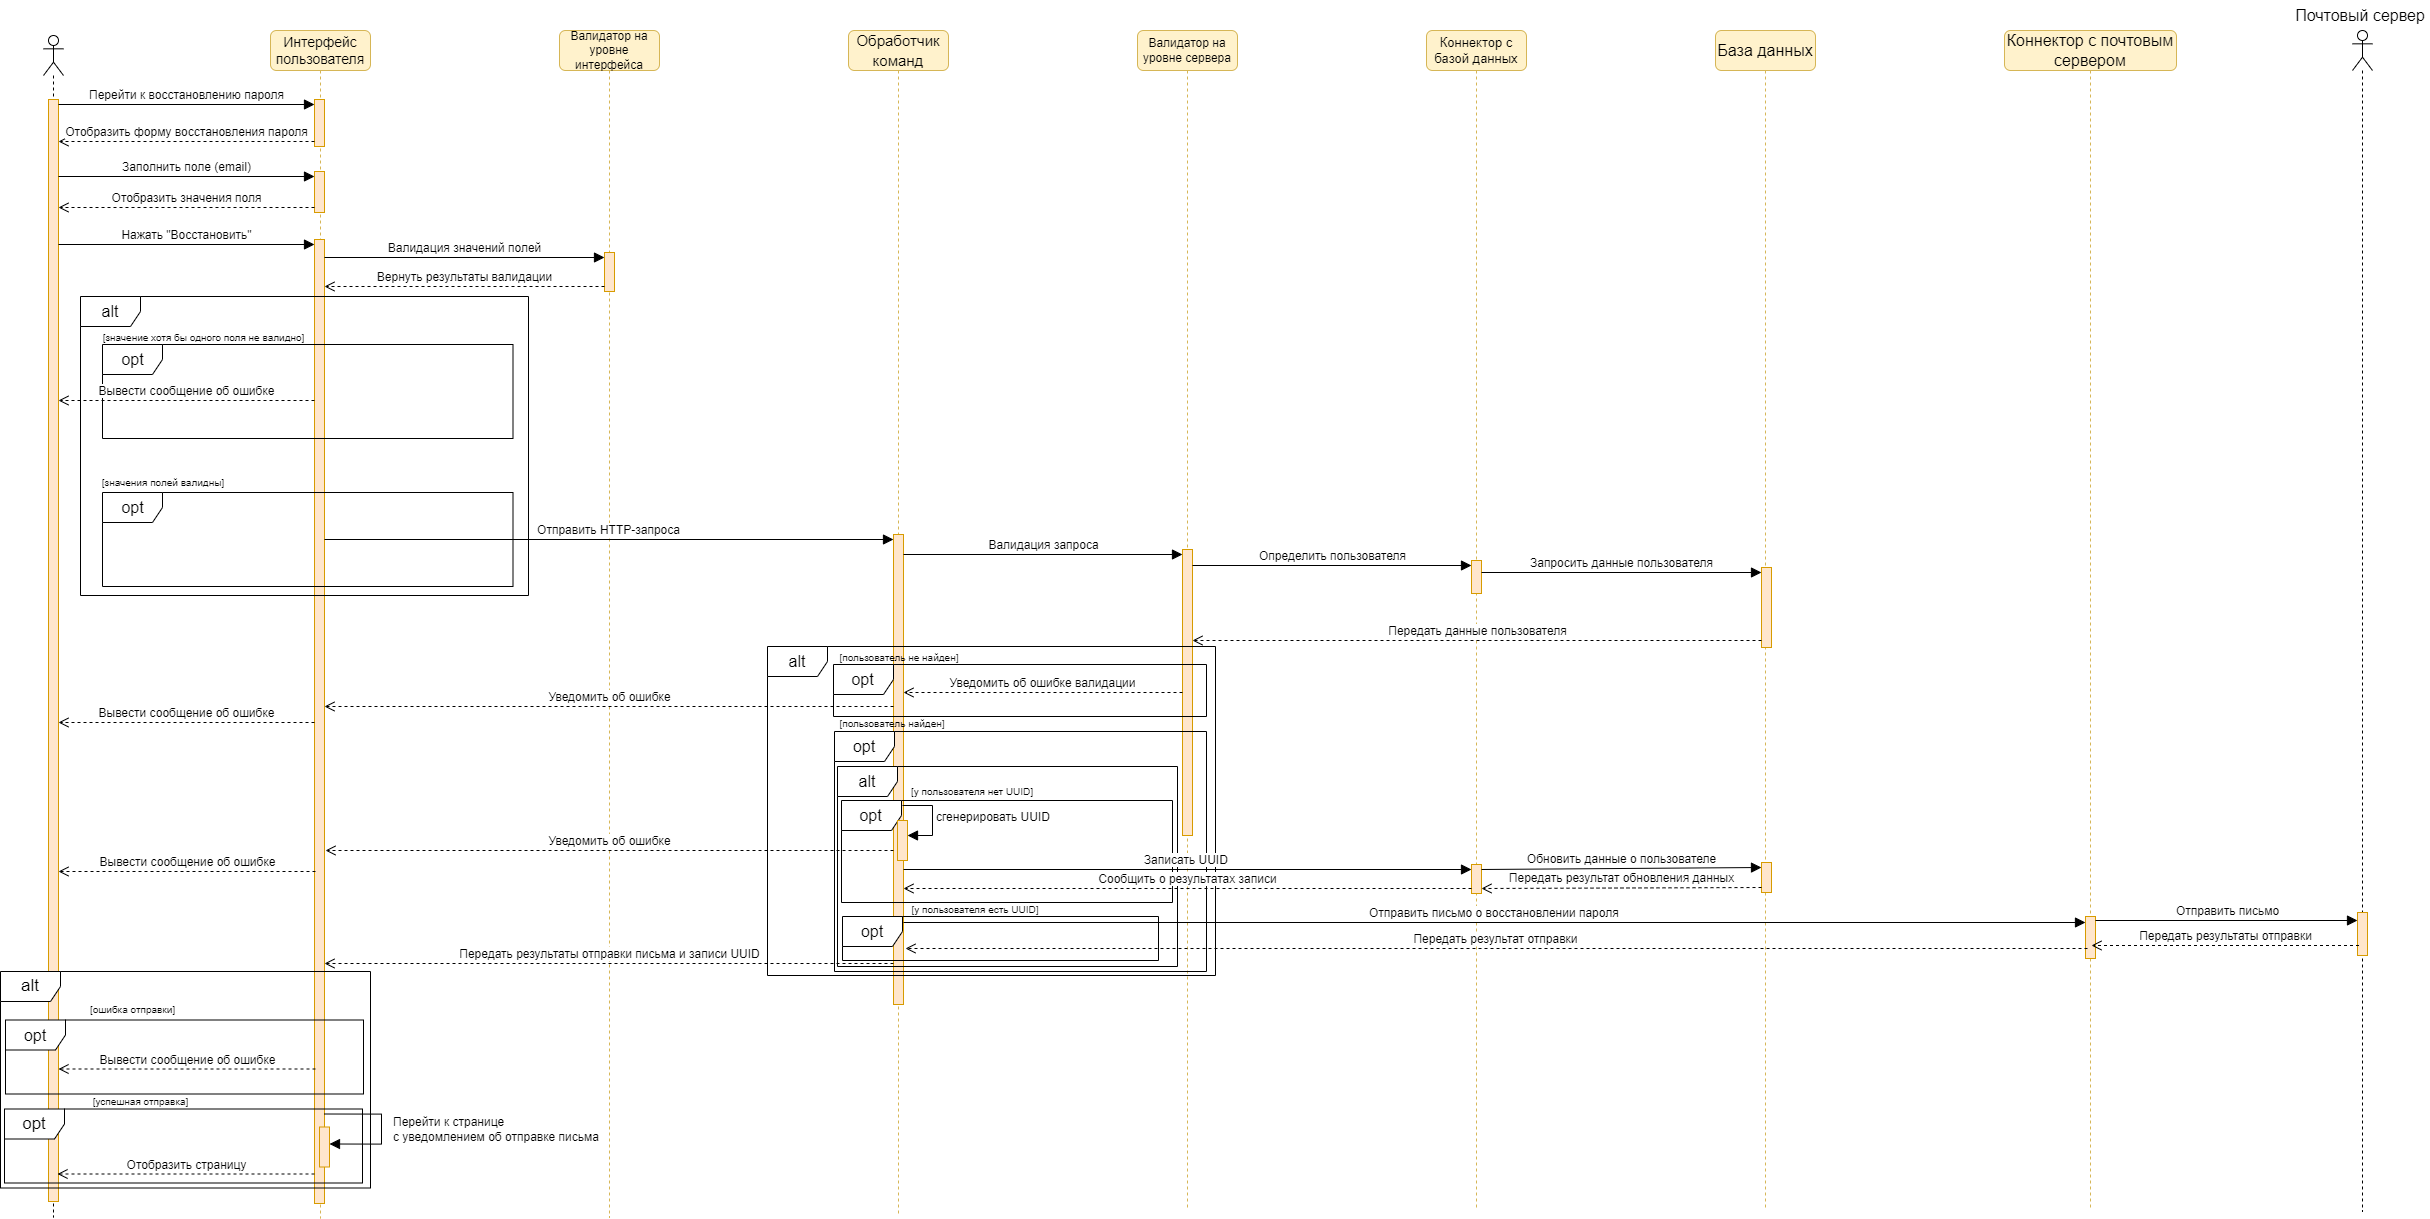 Почтовый сервер
Интерфейс
пользователя
Валидатор на
уровне
интерфейса
Обработчик
команд
Валидатор на
уровне сервера
Коннектор с
базой данных
База данных
Коннектор с почтовым
сервером
Перейти к восстановлению пароля
Отобразить форму восстановления пароля
Заполнить поле (email)
Отобразить значения поля
Нажать "Восстановить"
Валидация значений полей
Вернуть результаты валидации
alt
[значение хотя бы одного поля не валидно]
opt
Вывести сообщение об ошибке
[значения полей валидны]
opt
Отправить HTTP-запроса
Валидация запроса
Определить пользователя
Запросить данные пользователя
Передать данные пользователя
alt
[пользователь не найден]
opt
Уведомить об ошибке валидации
Уведомить об ошибке
Вывести сообщение об ошибке
[пользователь найден]
opt
alt
[у пользователя нет UUID]
opt
сгенерировать UUID
Уведомить об ошибке
Вывести сообщение об ошибке
Записать UUID
Обновить данные о пользователе
Сообщить о результатах записи
Передать результат обновления данных
[у пользователя есть UUID]
opt
Отправить письмо о восстановлении пароля
Отправить письмо
Передать результат отправки
Передать результаты отправки
Передать результаты отправки письма и записи UUID
alt
[ошибка отправки]
opt
Вывести сообщение об ошибке
[успешная отправка]
opt
Перейти к странице
с уведомлением об отправке письма
Отобразить страницу